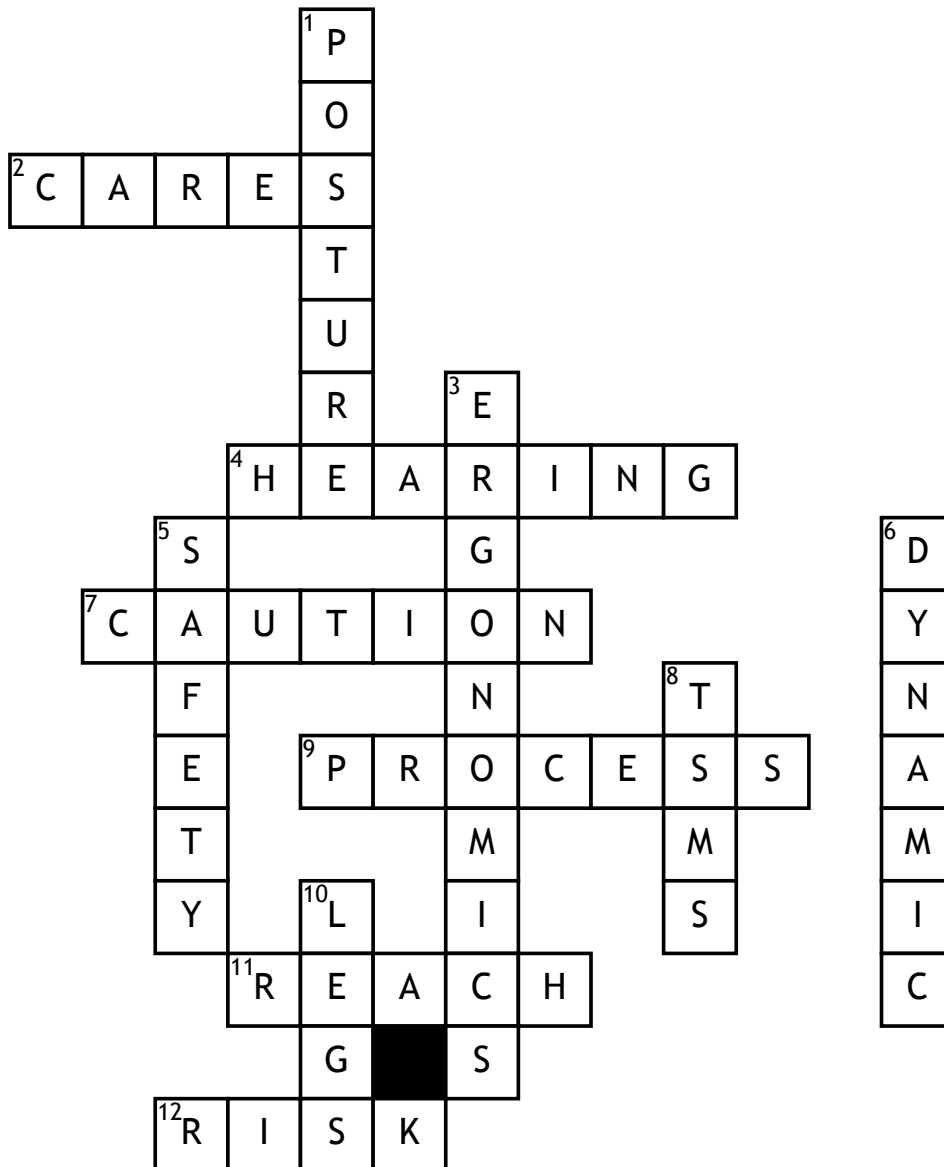 1 P
O
2 C A R E S
T
U
R 3 E
4 H E A R I N G
5 S G 6 D
7 C A U T I O N Y
F N 8 T N
E 9 P R O C E S S A
T M M M
Y 10 L I S I
11 R E A C H C
G S
12 R I S K